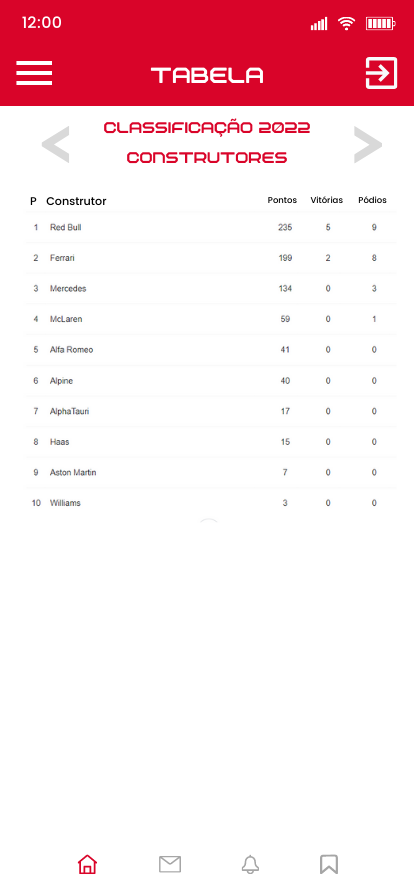 12:00
TABELA
CLASSIFICAÇÃO 2022
CONSTRUTORES
P Construtor Pontos Vitórias Pódios
1 Red Bull 235 5 9
2 Ferrari 199 2 8
3 Mercedes 134 0 3
4 McLaren 59 0 1
5 Alfa Romeo 41 0 0
6 Alpine 40 0 0
7 AlphaTauri 17 0 0
8 Haas 15 0 0
9 Aston Martin 7 0 0
10 Williams 3 0 0